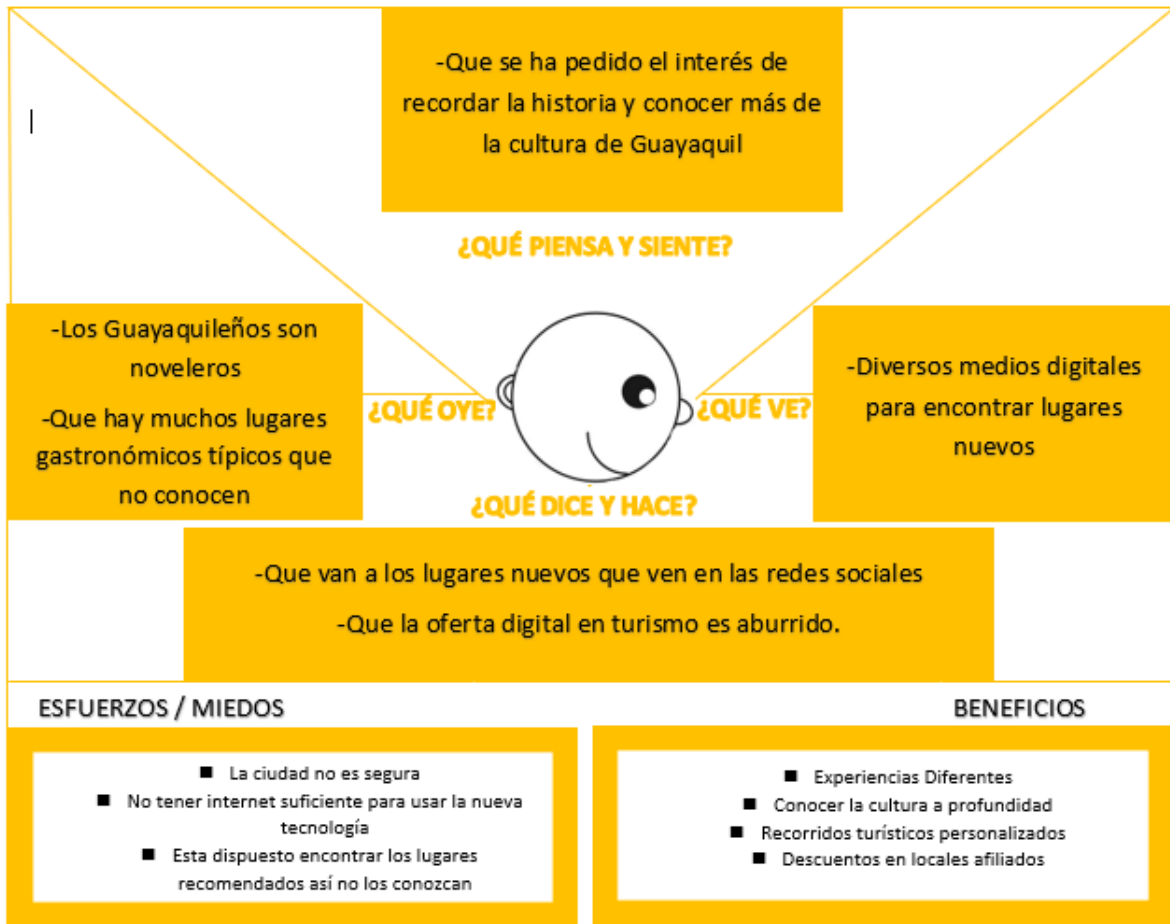 -Que se ha pedido el interés de
recordar la historia y conocer más de
la cultura de Guayaquil
¿QUÉ PIENSA Y SIENTE?
-Los Guayaquileños son
noveleros
-Que hay muchos lugares
gastronómicos típicos que
no conocen
¿QUÉ OYE?
¿QUÉ VE?
-Diversos medios digitales
para encontrar lugares
nuevos
¿QUÉ DICE Y HACE?
-Que van a los lugares nuevos que ven en las redes sociales
-Que la oferta digital en turismo es aburrido.
ESFUERZOS / MIEDOS
■ La ciudad no es segura
■ No tener internet suficiente para usar la nueva
tecnología
■ Esta dispuesto encontrar los lugares
recomendados así no los conozcan
BENEFICIOS
■ Experiencias Diferentes
■ Conocer la cultura a profundidad
■ Recorridos turísticos personalizados
■ Descuentos en locales afiliados